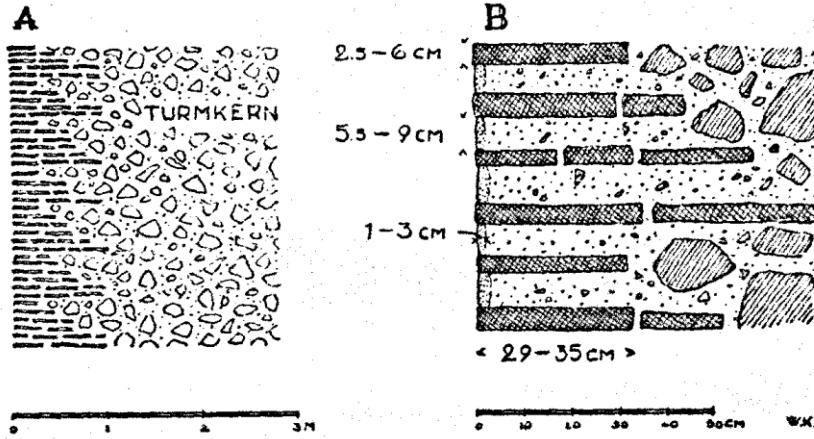 A
TURMKERN
0 1 2 3 M
B
2.5–6 CM
5.5–9 CM
1–3 CM
< 29–35 CM >
0 10 20 30 50 CM
W.K.